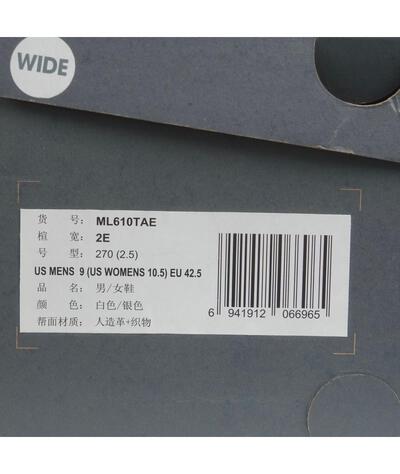 WIDE
货 号: ML610TAE
楦 宽: 2E
号 型: 270 (2.5)
US MENS 9 (US WOMENS 10.5) EU 42.5
品 名: 男/女鞋
颜 色: 白色/银色
帮面材质: 人造革+织物
6 941912 066965